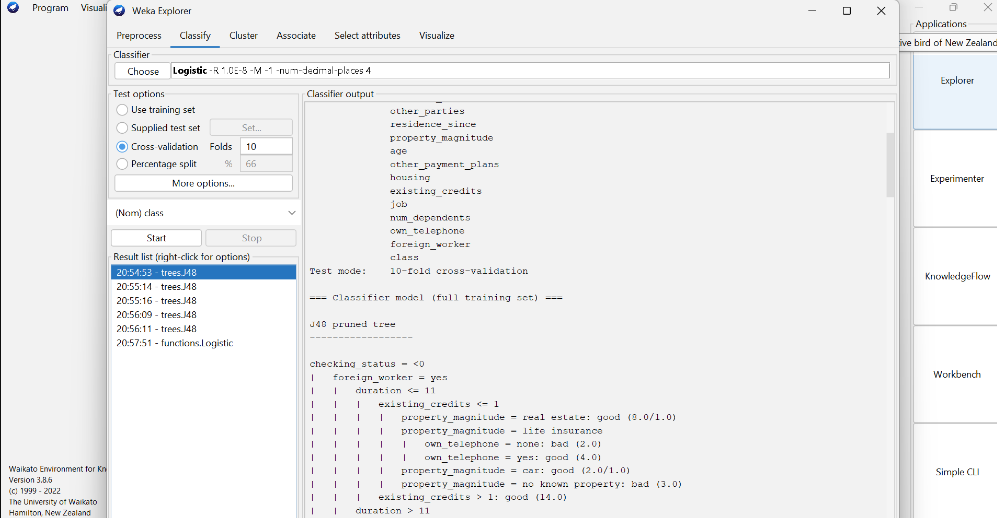 Program Visuali
Weka Explorer
Applications
Preprocess Classify Cluster Associate Select attributes Visualize
ive bird of New Zealand
Classifier
Choose Logistic -R 1.0E-8 -M -1 -num-decimal-places 4
Test options
Use training set
Supplied test set Set...
Cross-validation Folds 10
Percentage split % 66
More options...
(Nom) class
Start Stop
Result list (right-click for options)
20:54:53 - trees.J48
20:55:14 - trees.J48
20:55:16 - trees.J48
20:56:09 - trees.J48
20:56:11 - trees.J48
20:57:51 - functions.Logistic
Classifier output
other_parties
residence_since
property_magnitude
age
other_payment_plans
housing
existing_credits
job
num_dependents
own_telephone
foreign_worker
class
Test mode:    10-fold cross-validation
=== Classifier model (full training set) ===
J48 pruned tree
------------------
checking_status = <0
|   foreign_worker = yes
|   |   duration <= 11
|   |   |   existing_credits <= 1
|   |   |   |   property_magnitude = real estate: good (8.0/1.0)
|   |   |   |   property_magnitude = life insurance
|   |   |   |   |   own_telephone = none: bad (2.0)
|   |   |   |   |   own_telephone = yes: good (4.0)
|   |   |   |   property_magnitude = car: good (2.0/1.0)
|   |   |   |   property_magnitude = no known property: bad (3.0)
|   |   |   existing_credits > 1: good (14.0)
|   |   duration > 11
Explorer
Experimenter
KnowledgeFlow
Workbench
Simple CLI
Waikato Environment for Kn
Version 3.8.6
(c) 1999 - 2022
The University of Waikato
Hamilton, New Zealand